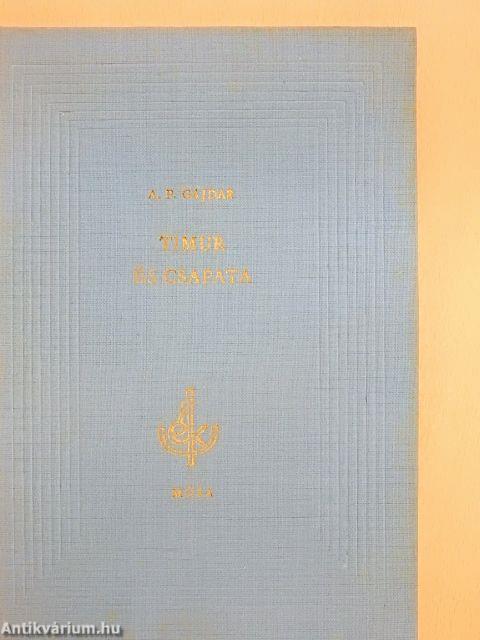 A. P. GAJDAR
TIMUR
ÉS CSAPATA
MÓRA
Antikvárium.hu